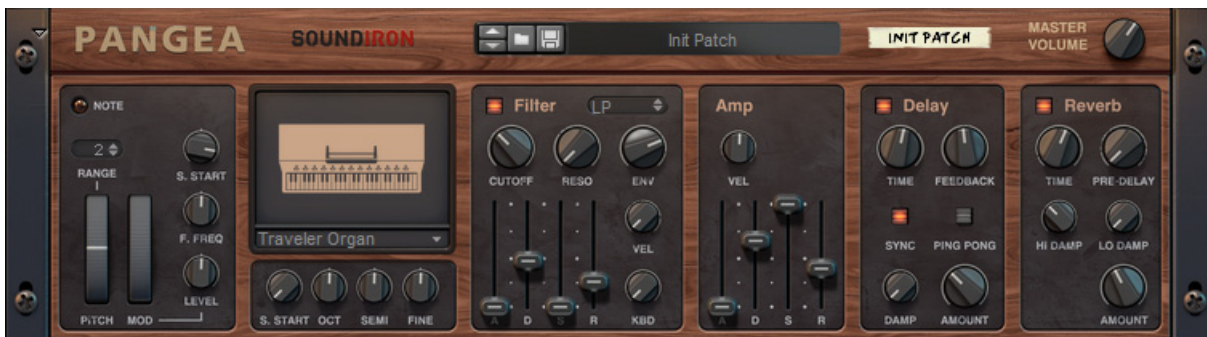 PANGEA
SOUNDIRON
Init Patch
INIT PATCH
MASTER
VOLUME
NOTE
2
RANGE
S. START
F. FREQ
LEVEL
PITCH
MOD
Traveler Organ
S. START
OCT
SEMI
FINE
Filter
LP
CUTOFF
RESO
ENV
VEL
KBD
A
D
S
R
Amp
VEL
A
D
S
R
Delay
TIME
FEEDBACK
SYNC
PING PONG
DAMP
AMOUNT
Reverb
TIME
PRE-DELAY
HI DAMP
LO DAMP
AMOUNT